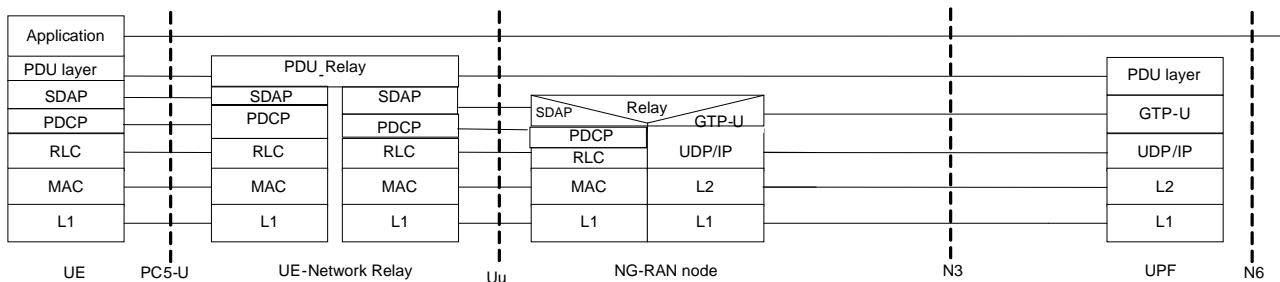 Application
PDU layer
SDAP
PDCP
RLC
MAC
L1
UE
PC5-U
PDU_Relay
SDAP
PDCP
RLC
MAC
L1
SDAP
PDCP
RLC
MAC
L1
UE-Network Relay
Uu
SDAP
Relay
GTP-U
PDCP
RLC
MAC
L1
UDP/IP
L2
L1
NG-RAN node
N3
PDU layer
GTP-U
UDP/IP
L2
L1
UPF
N6